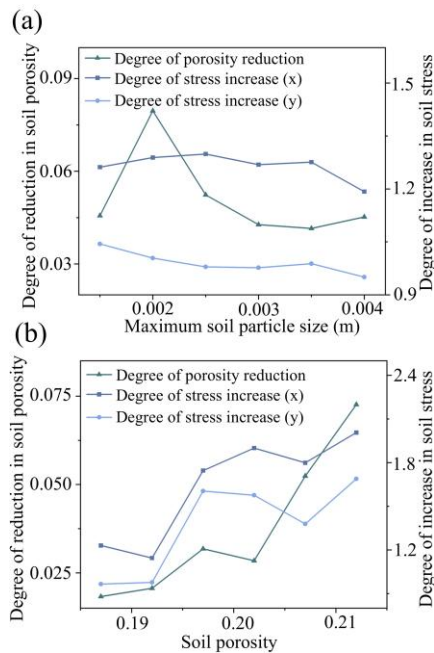 (a)
Degree of reduction in soil porosity
0.09
0.06
0.03
Degree of porosity reduction
Degree of stress increase (x)
Degree of stress increase (y)
1.5
1.2
0.9
Degree of increase in soil stress
0.002
0.003
0.004
Maximum soil particle size (m)
(b)
Degree of reduction in soil porosity
0.075
0.050
0.025
Degree of porosity reduction
Degree of stress increase (x)
Degree of stress increase (y)
2.4
1.8
1.2
Degree of increase in soil stress
0.19
0.20
0.21
Soil porosity